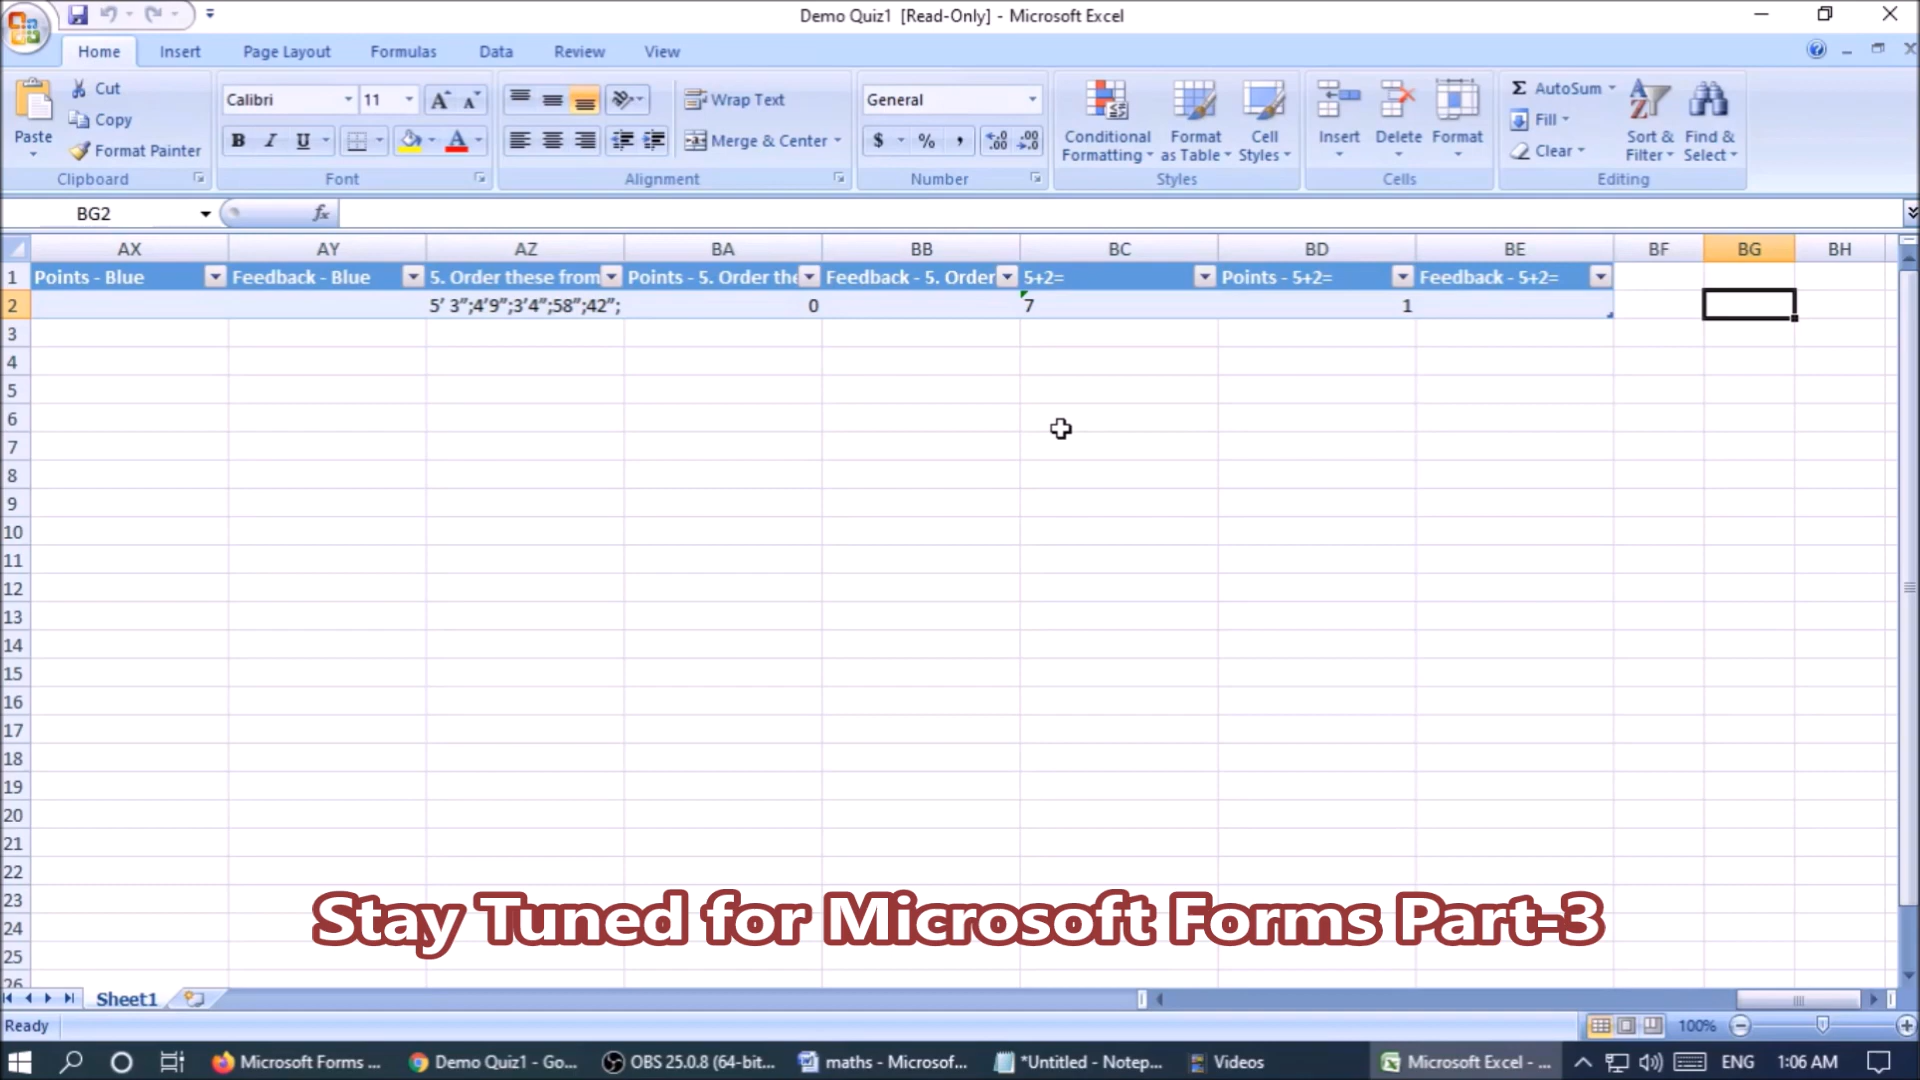 Demo Quiz1 [Read-Only] - Microsoft Excel
Home Insert Page Layout Formulas Data Review View
Paste
Cut
Copy
Format Painter
Clipboard
Calibri 11
B I U
Font
Wrap Text
Merge & Center
Alignment
General
$ % ,
Number
Conditional Formatting
Format as Table
Cell Styles
Styles
Insert Delete Format
Cells
AutoSum
Fill
Clear
Sort & Filter
Find & Select
Editing
BG2 fx
AX AY AZ BA BB BC BD BE BF BG BH
1 Points - Blue Feedback - Blue 5. Order these from Points - 5. Order the Feedback - 5. Order 5+2= Points - 5+2= Feedback - 5+2=
2 5’ 3”;4’9”;3’4”;58”;42”; 0 7 1
3
4
5
6
7
8
9
10
11
12
13
14
15
16
17
18
19
20
21
22
23
24
25
26
Stay Tuned for Microsoft Forms Part-3
Sheet1
Ready 100%
Microsoft Forms ... Demo Quiz1 - Go... OBS 25.0.8 (64-bit... maths - Microsof... *Untitled - Notep... Videos Microsoft Excel - ... ENG 1:06 AM